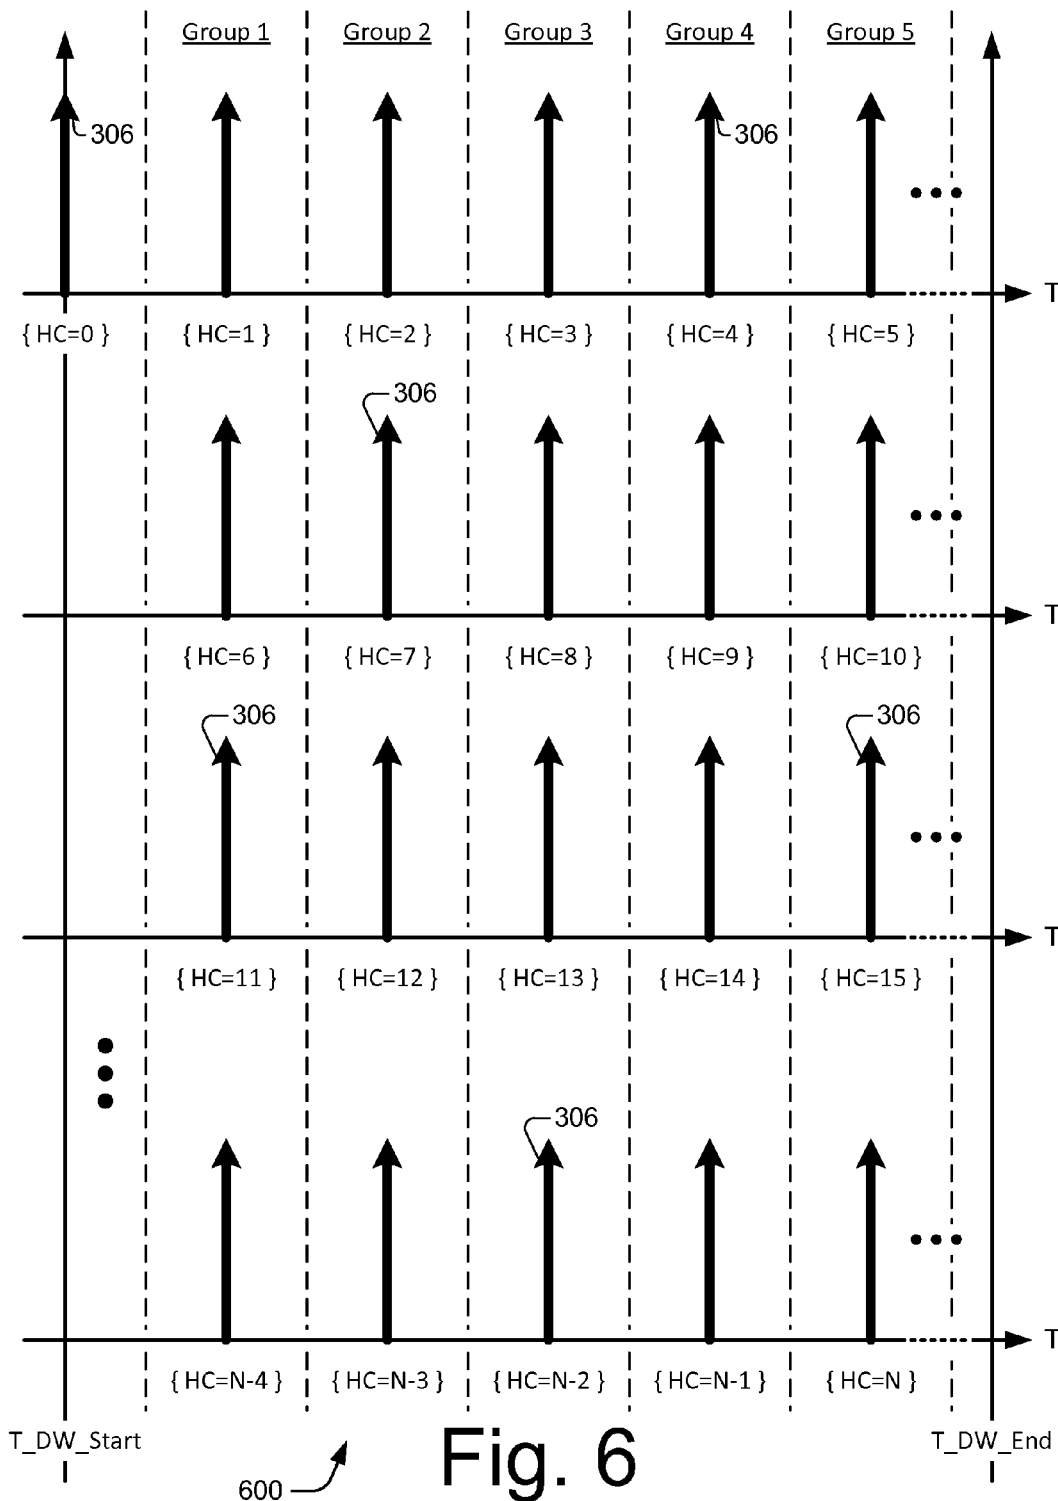 Group 1 Group 2 Group 3 Group 4 Group 5
306 306
T
{ HC=0 } { HC=1 } { HC=2 } { HC=3 } { HC=4 } { HC=5 }
306
T
{ HC=6 } { HC=7 } { HC=8 } { HC=9 } { HC=10 }
306 306
T
{ HC=11 } { HC=12 } { HC=13 } { HC=14 } { HC=15 }
306
T
{ HC=N-4 } { HC=N-3 } { HC=N-2 } { HC=N-1 } { HC=N }
T_DW_Start T_DW_End
Fig. 6
600